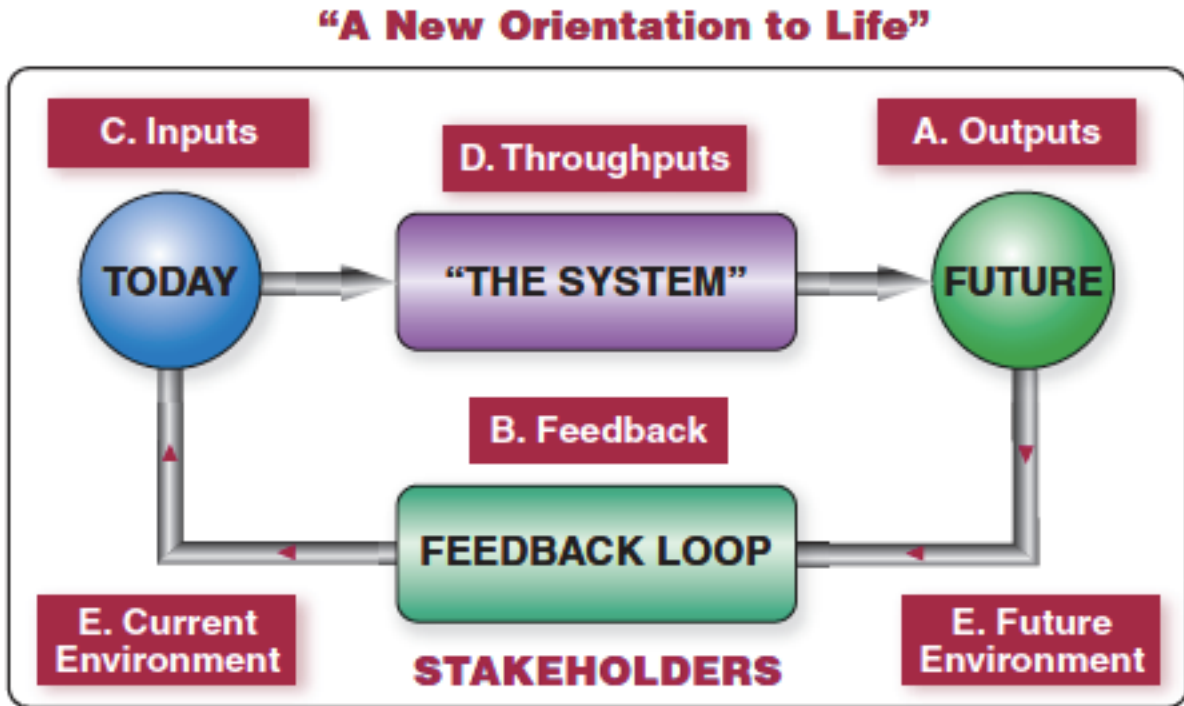 “A New Orientation to Life”
C. Inputs
D. Throughputs
A. Outputs
TODAY
“THE SYSTEM”
FUTURE
B. Feedback
FEEDBACK LOOP
E. Current
Environment
STAKEHOLDERS
E. Future
Environment